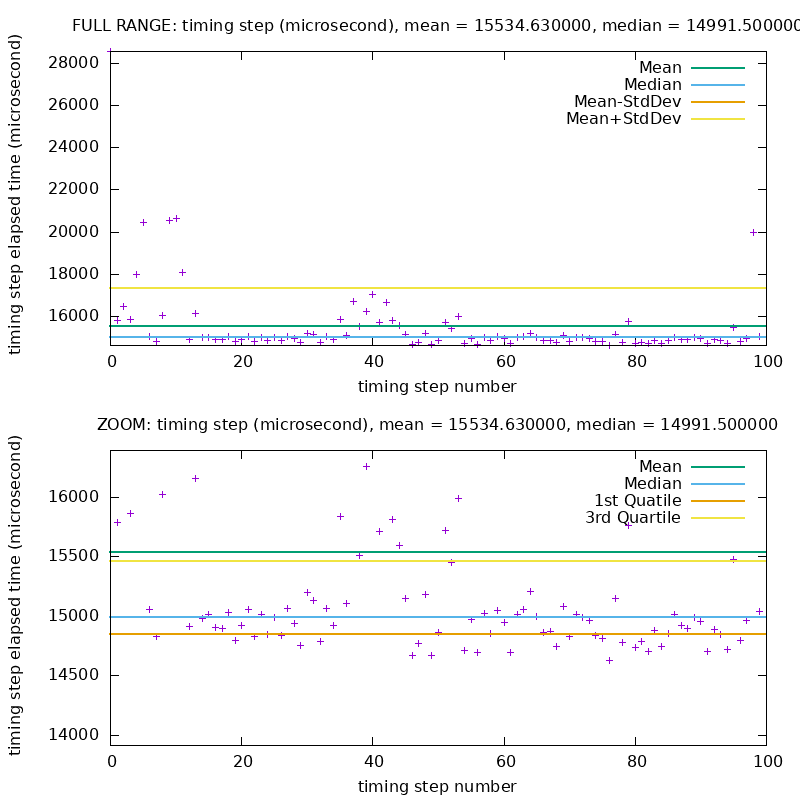 FULL RANGE: timing step (microsecond), mean = 15534.630000, median = 14991.500000
timing step elapsed time (microsecond)
28000
26000
24000
22000
20000
18000
16000
Mean
Median
Mean-StdDev
Mean+StdDev
0 20 40 60 80 100
timing step number
ZOOM: timing step (microsecond), mean = 15534.630000, median = 14991.500000
timing step elapsed time (microsecond)
16000
15500
15000
14500
14000
Mean
Median
1st Quatile
3rd Quartile
0 20 40 60 80 100
timing step number